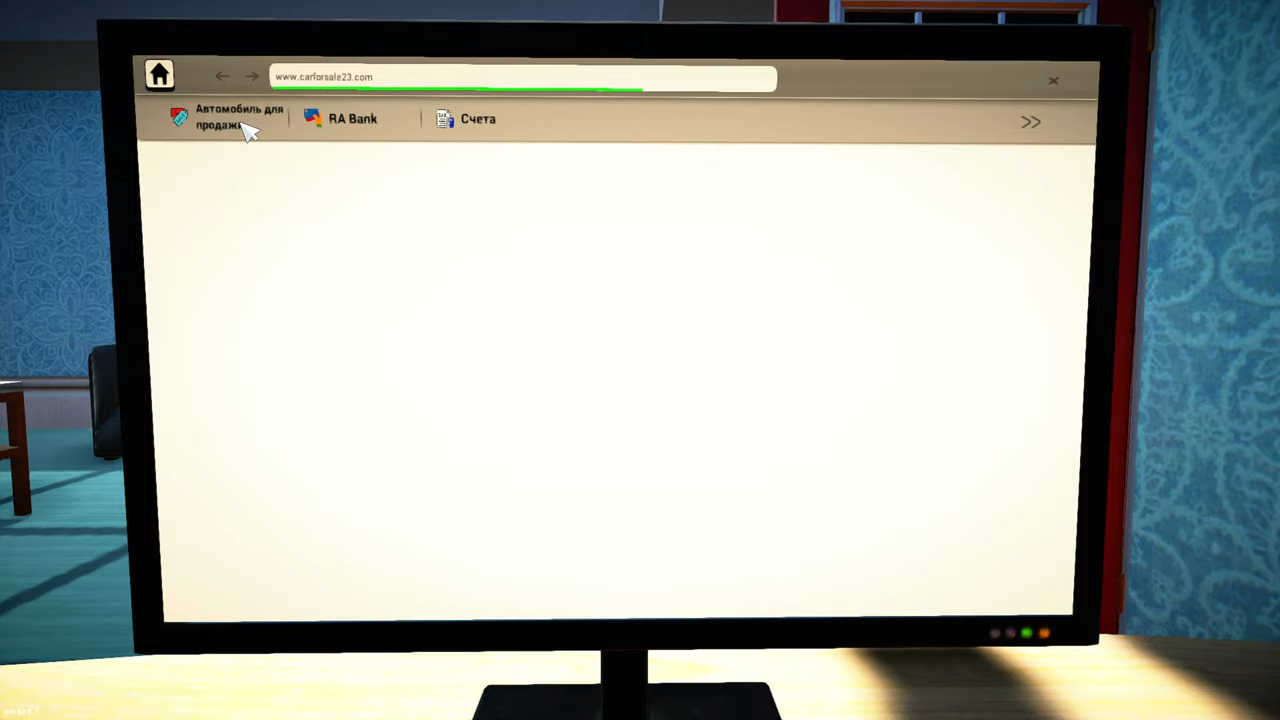 www.carforsale23.com
Автомобиль для
продажи
RA Bank
Счета
>>